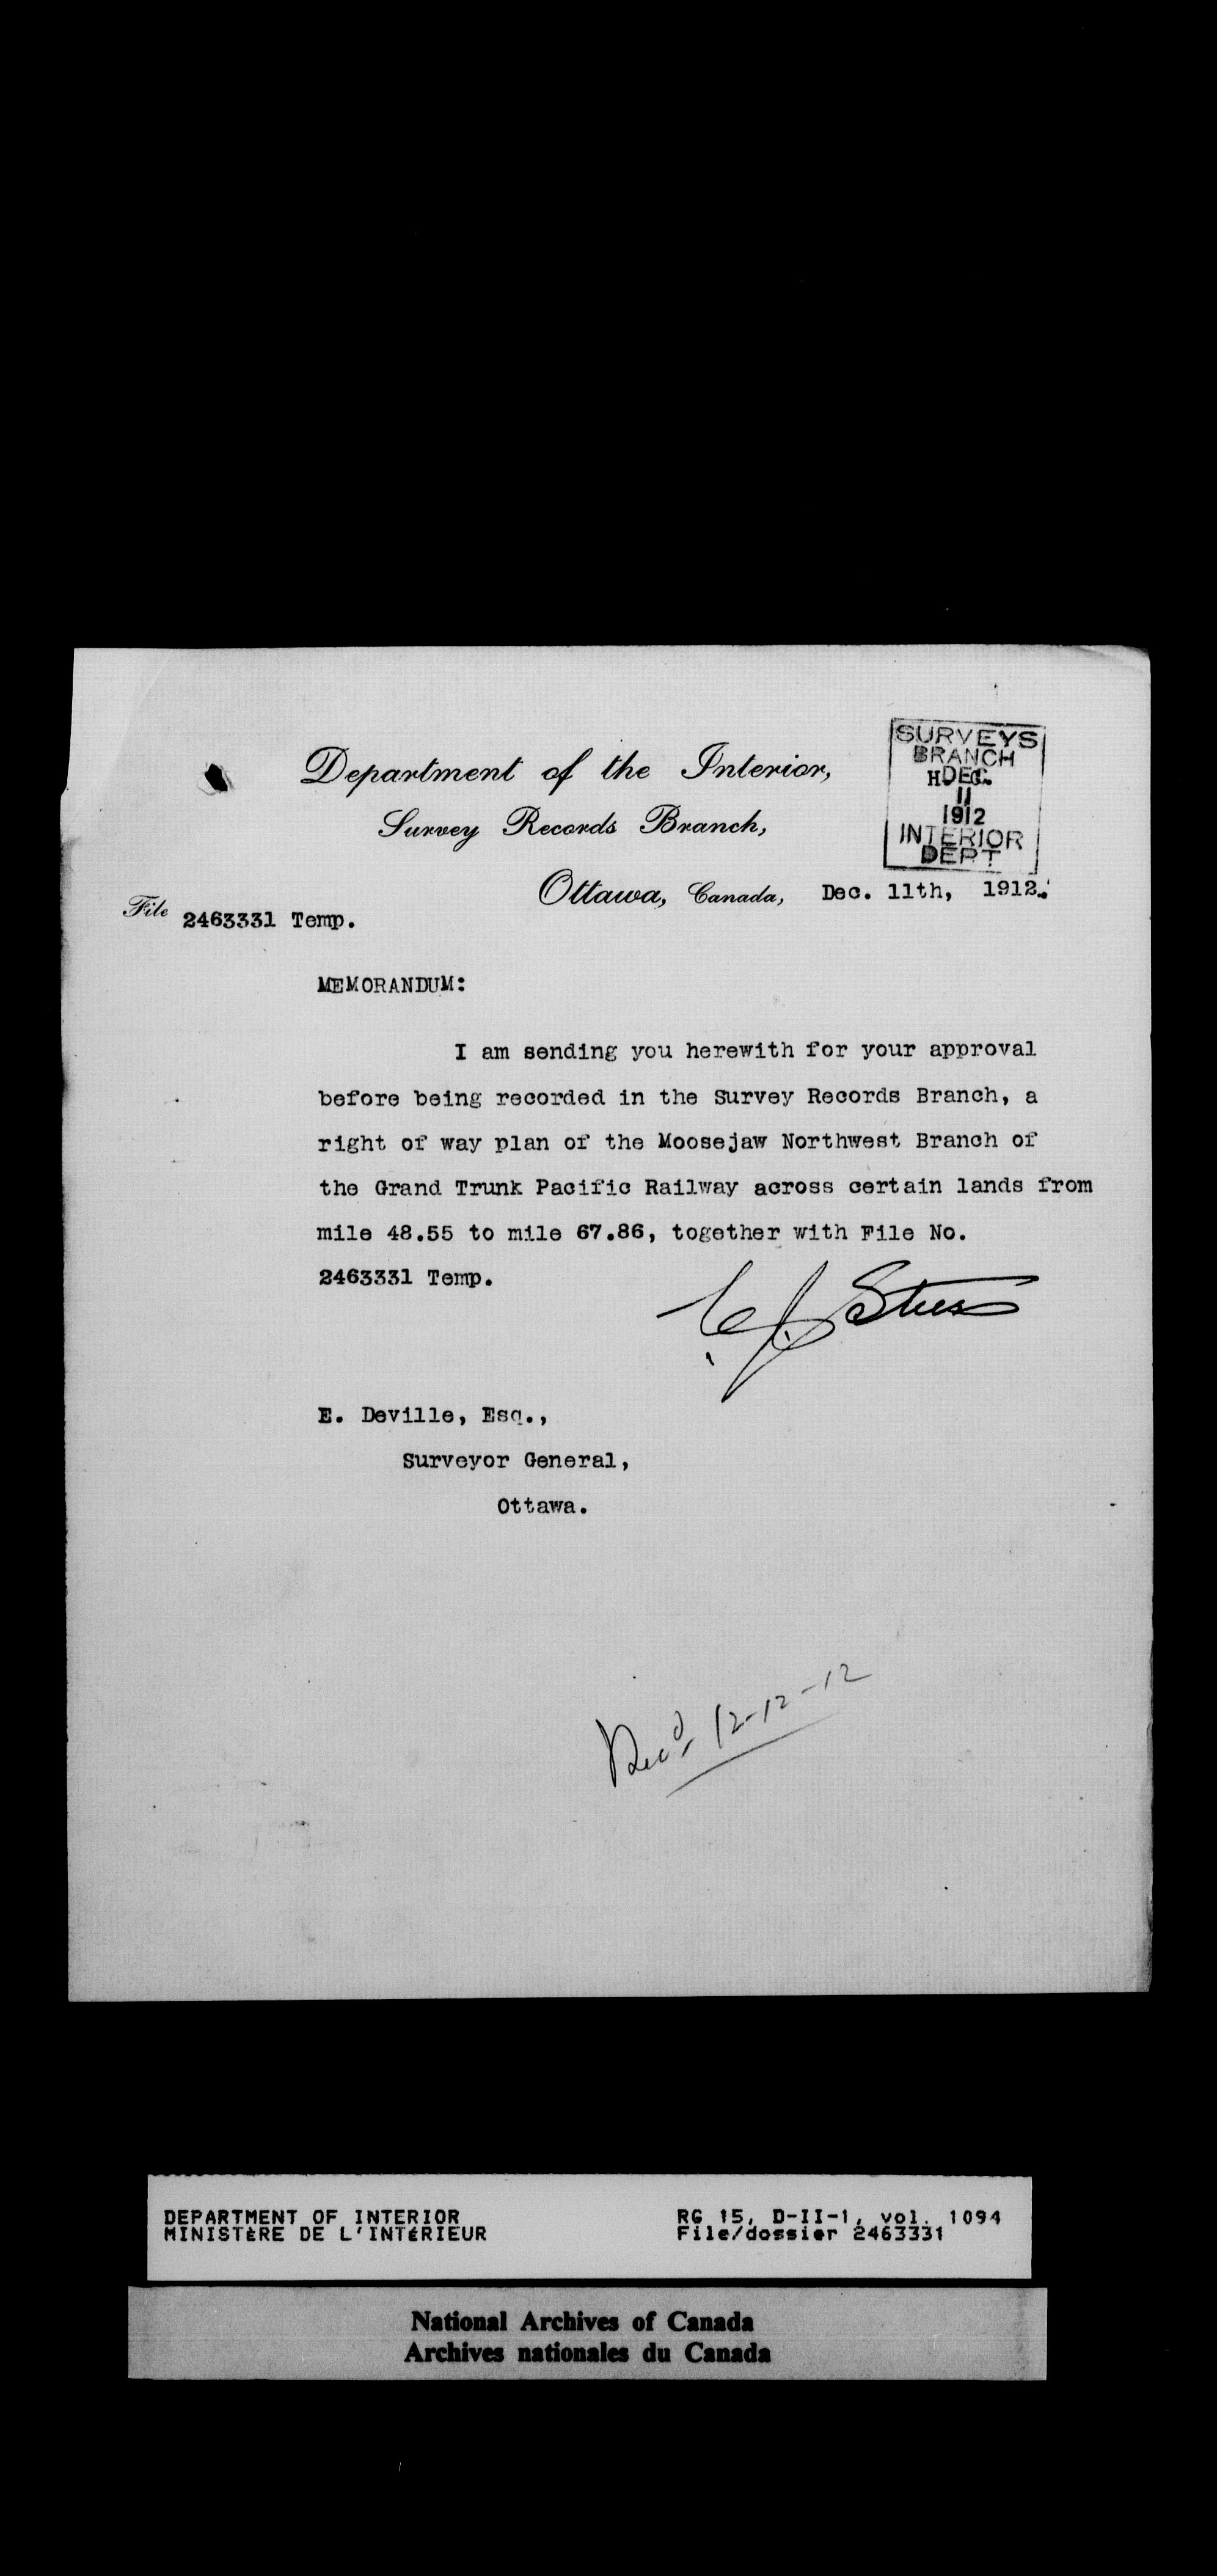 Department of the Interior,
Survey Records Branch,
SURVEYS
BRANCH
H DEC.
11
1912
INTERIOR
DEPT
Ottawa, Canada, Dec. 11th, 1912.
File 2463331 Temp.
MEMORANDUM:
I am sending you herewith for your approval
before being recorded in the Survey Records Branch, a
right of way plan of the Moosejaw Northwest Branch of
the Grand Trunk Pacific Railway across certain lands from
mile 48.55 to mile 67.86, together with File No.
2463331 Temp.
E. Deville, Esq.,
Surveyor General,
Ottawa.
Rec'd 12-12-12
DEPARTMENT OF INTERIOR
MINISTÈRE DE L'INTÉRIEUR
RG 15, D-II-1, vol. 1094
File/dossier 2463331
National Archives of Canada
Archives nationales du Canada